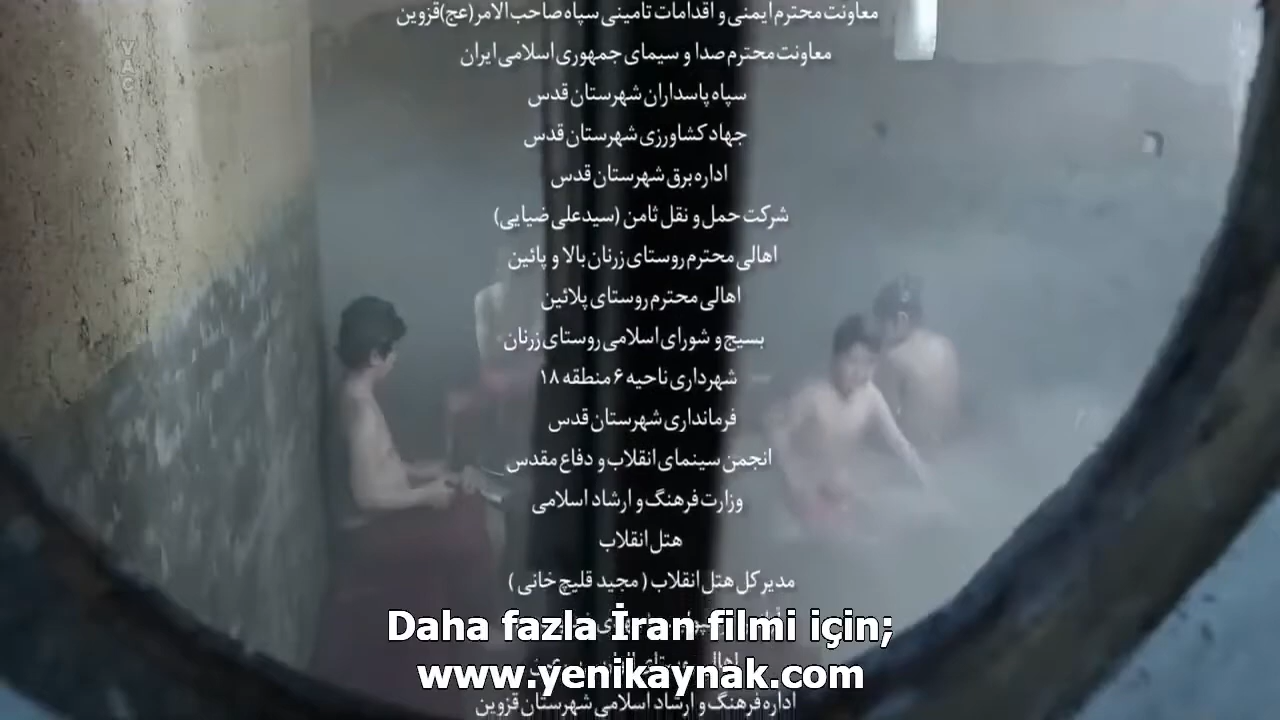 معاونت محترم ایمنی و اقدامات تامینی سپاه صاحب الامر(عج)قزوین
معاونت محترم صدا و سیمای جمهوری اسلامی ایران
سپاه پاسداران شهرستان قدس
جهاد کشاورزی شهرستان قدس
اداره برق شهرستان قدس
شرکت حمل و نقل ثامن (سیدعلی ضیایی)
اهالی محترم روستای زرنان بالا و پائین
اهالی محترم روستای پلائین
بسیج و شورای اسلامی روستای زرنان
شهرداری ناحیه ۶ منطقه ۱۸
فرمانداری شهرستان قدس
انجمن سینمای انقلاب و دفاع مقدس
وزارت فرهنگ و ارشاد اسلامی
هتل انقلاب
مدیر کل هتل انقلاب ( مجید قلیچ خانی )
Daha fazla İran filmi için;
اهالی
www.yenikaynak.com
اداره فرهنگ و ارشاد اسلامی شهرستان قزوین